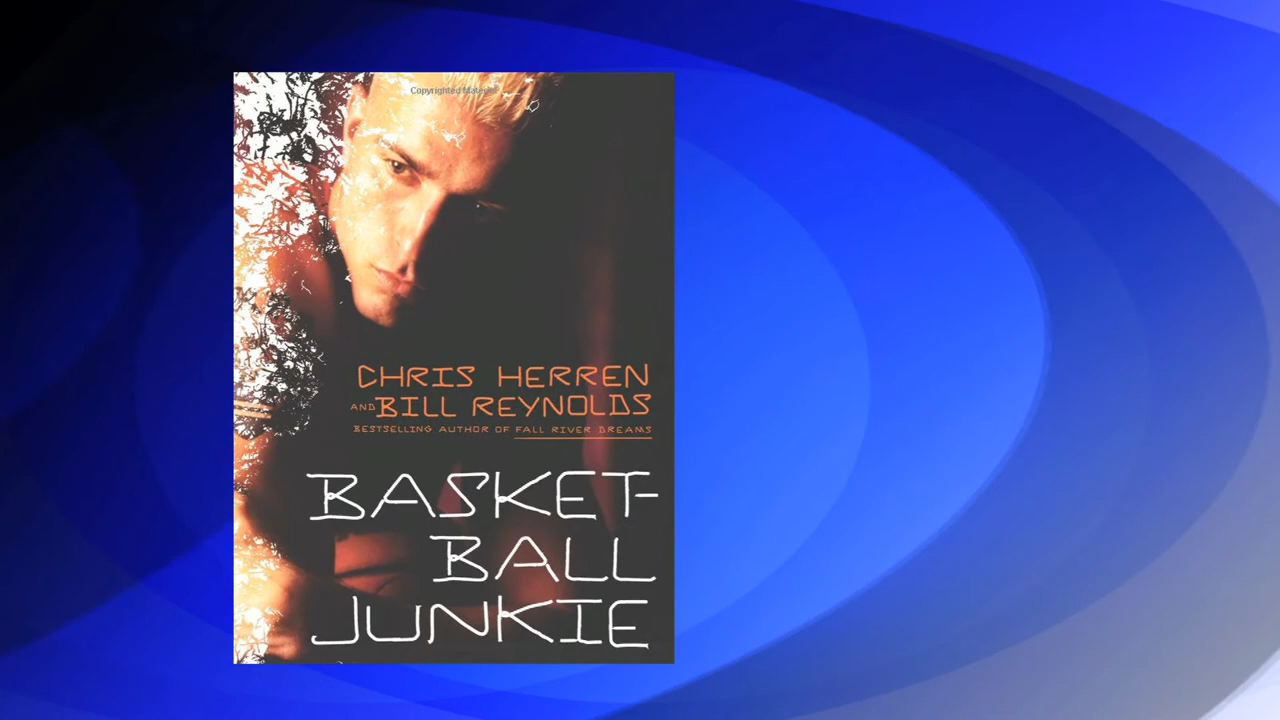 Copyrighted Material
CHRIS HERREN
AND BILL REYNOLDS
BESTSELLING AUTHOR OF FALL RIVER DREAMS
BASKET-
BALL
JUNKIE